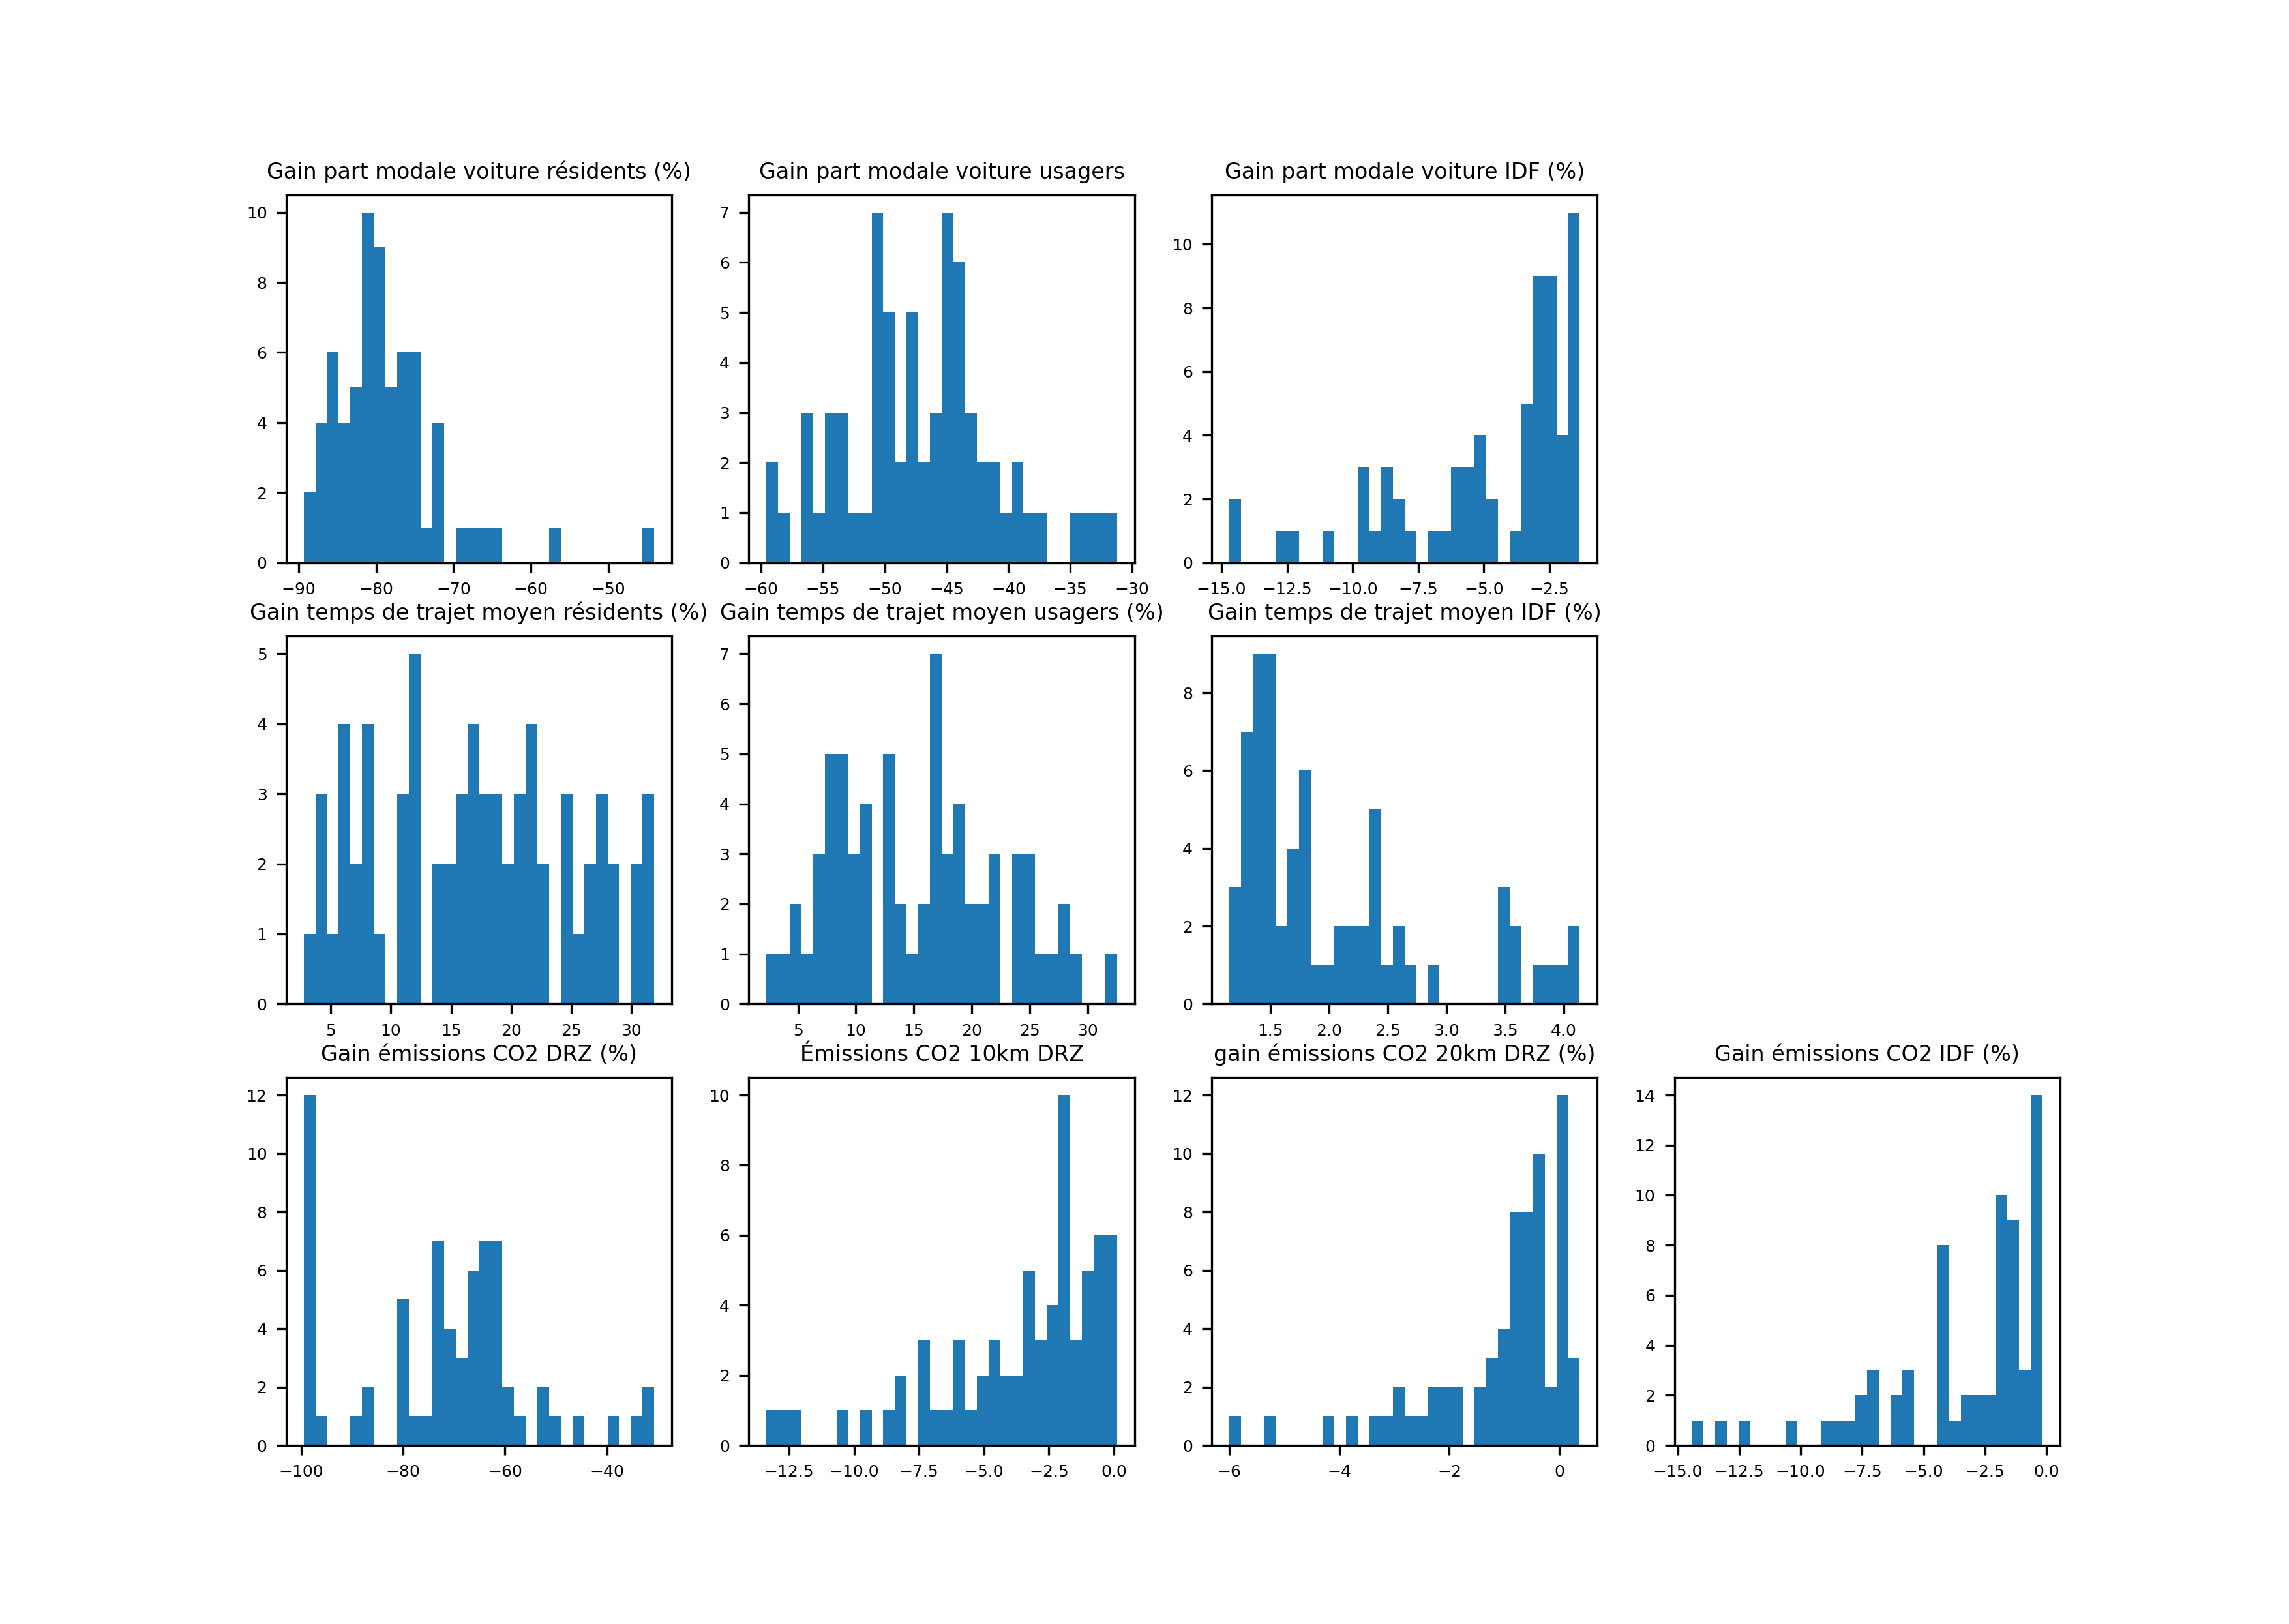 Gain part modale voiture résidents (%) Gain part modale voiture usagers Gain part modale voiture IDF (%)
10 8 6 4 2 0
−90 −80 −70 −60 −50
7 6 5 4 3 2 1 0
−60 −55 −50 −45 −40 −35 −30
10 8 6 4 2 0
−15.0 −12.5 −10.0 −7.5 −5.0 −2.5
Gain temps de trajet moyen résidents (%) Gain temps de trajet moyen usagers (%) Gain temps de trajet moyen IDF (%)
5 4 3 2 1 0
5 10 15 20 25 30
7 6 5 4 3 2 1 0
5 10 15 20 25 30
8 6 4 2 0
1.5 2.0 2.5 3.0 3.5 4.0
Gain émissions CO2 DRZ (%) Émissions CO2 10km DRZ gain émissions CO2 20km DRZ (%) Gain émissions CO2 IDF (%)
12 10 8 6 4 2 0
−100 −80 −60 −40
10 8 6 4 2 0
−12.5 −10.0 −7.5 −5.0 −2.5 0.0
12 10 8 6 4 2 0
−6 −4 −2 0
14 12 10 8 6 4 2 0
−15.0 −12.5 −10.0 −7.5 −5.0 −2.5 0.0